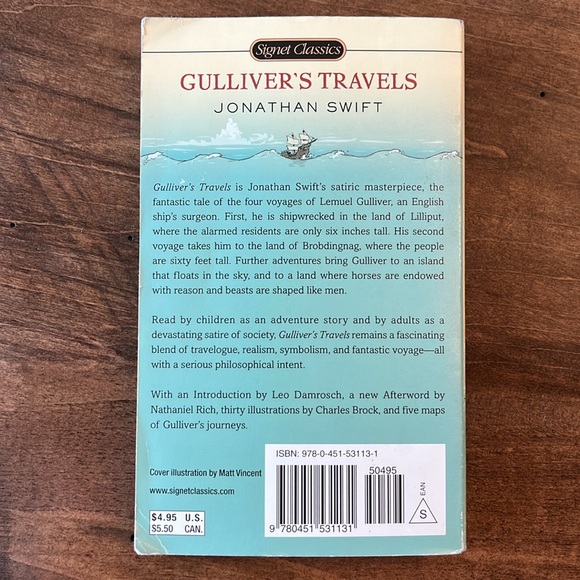 Signet Classics
GULLIVER'S TRAVELS
JONATHAN SWIFT
Gulliver's Travels is Jonathan Swift's satiric masterpiece, the
fantastic tale of the four voyages of Lemuel Gulliver, an English
ship's surgeon. First, he is shipwrecked in the land of Lilliput,
where the alarmed residents are only six inches tall. His second
voyage takes him to the land of Brobdingnag, where the people
are sixty feet tall. Further adventures bring Gulliver to an island
that floats in the sky, and to a land where horses are endowed
with reason and beasts are shaped like men.
Read by children as an adventure story and by adults as a
devastating satire of society, Gulliver's Travels remains a fascinating
blend of travelogue, realism, symbolism, and fantastic voyage—all
with a serious philosophical intent.
With an Introduction by Leo Damrosch, a new Afterword by
Nathaniel Rich, thirty illustrations by Charles Brock, and five maps
of Gulliver's journeys.
Cover illustration by Matt Vincent
www.signetclassics.com
$4.95 U.S.
$5.50 CAN.
ISBN: 978-0-451-53113-1
50495
9 780451 531131
EAN
S